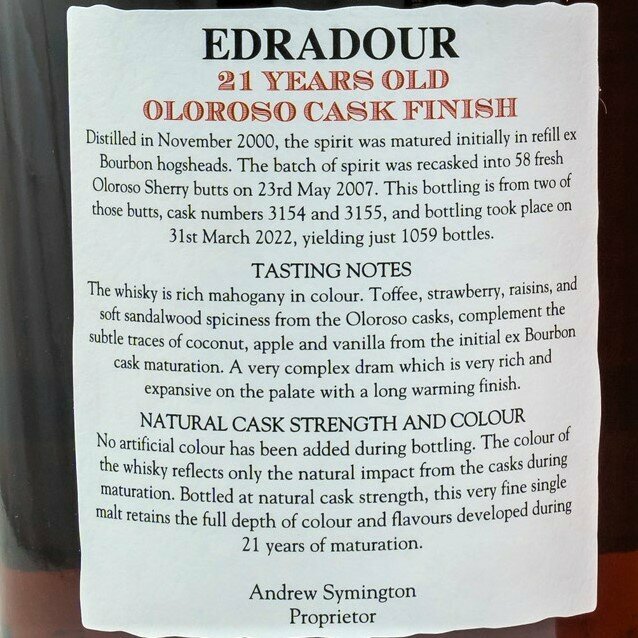 EDRADOUR
21 YEARS OLD
OLOROSO CASK FINISH
Distilled in November 2000, the spirit was matured initially in refill ex
Bourbon hogsheads. The batch of spirit was recasked into 58 fresh
Oloroso Sherry butts on 23rd May 2007. This bottling is from two of
those butts, cask numbers 3154 and 3155, and bottling took place on
31st March 2022, yielding just 1059 bottles.
TASTING NOTES
The whisky is rich mahogany in colour. Toffee, strawberry, raisins, and
soft sandalwood spiciness from the Oloroso casks, complement the
subtle traces of coconut, apple and vanilla from the initial ex Bourbon
cask maturation. A very complex dram which is very rich and
expansive on the palate with a long warming finish.
NATURAL CASK STRENGTH AND COLOUR
No artificial colour has been added during bottling. The colour of
the whisky reflects only the natural impact from the casks during
maturation. Bottled at natural cask strength, this very fine single
malt retains the full depth of colour and flavours developed during
21 years of maturation.
Andrew Symington
Proprietor